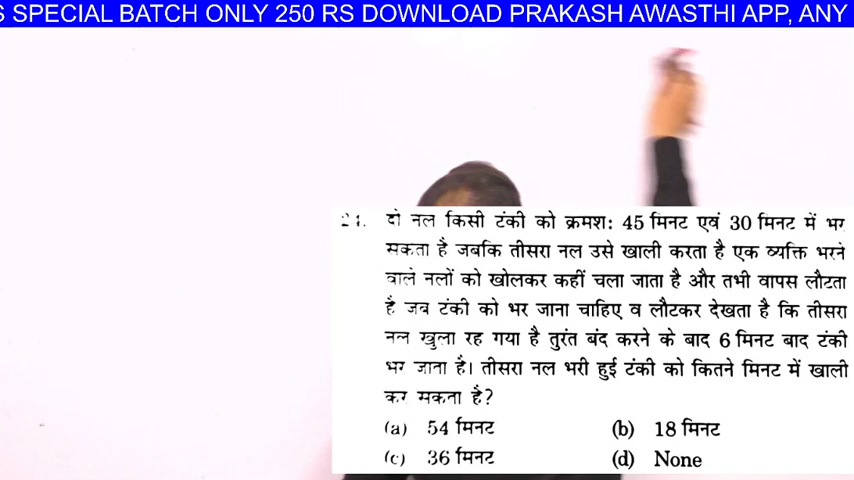 S SPECIAL BATCH ONLY 250 RS DOWNLOAD PRAKASH AWASTHI APP, ANY
24. दो नल किसी टंकी को क्रमश: 45 मिनट एवं 30 मिनट में भर
सकता है जबकि तीसरा नल उसे खाली करता है एक व्यक्ति भरने
वाले नलों को खोलकर कहीं चला जाता है और तभी वापस लौटता
है जब टंकी को भर जाना चाहिए व लौटकर देखता है कि तीसरा
नल खुला रह गया है तुरंत बंद करने के बाद 6 मिनट बाद टंकी
भर जाता है। तीसरा नल भरी हुई टंकी को कितने मिनट में खाली
कर सकता है?
(a) 54 मिनट (b) 18 मिनट
(c) 36 मिनट (d) None